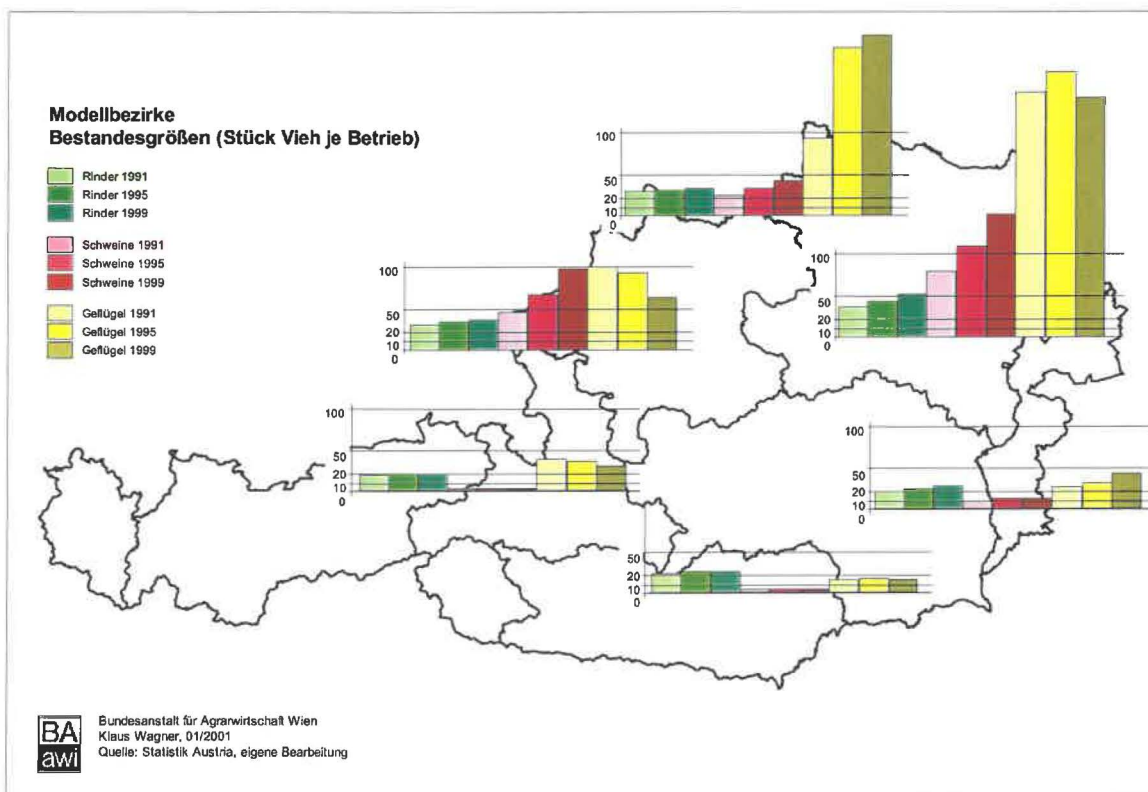 Modellbezirke
Bestandesgrößen (Stück Vieh je Betrieb)
Rinder 1991
Rinder 1995
Rinder 1999
Schweine 1991
Schweine 1995
Schweine 1999
Geflügel 1991
Geflügel 1995
Geflügel 1999
100
50
20
10
0
100
50
20
10
0
100
50
20
10
0
100
50
20
10
0
100
50
20
10
0
50
20
10
0
BA
awi
Bundesanstalt für Agrarwirtschaft Wien
Klaus Wagner, 01/2001
Quelle: Statistik Austria, eigene Bearbeitung